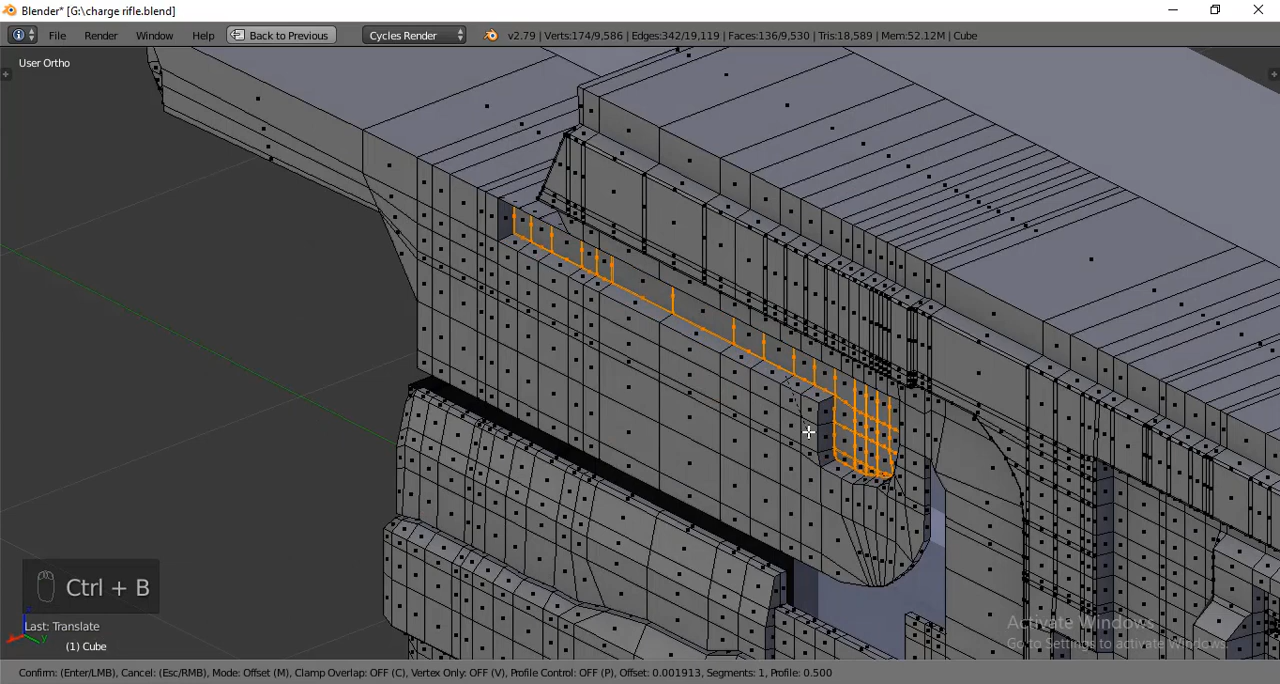 Blender* [G:\charge rifle.blend]
File Render Window Help Back to Previous Cycles Render v2.79 | Verts:174/9,586 | Edges:342/19,119 | Faces:136/9,530 | Tris:18,589 | Mem:52.12M | Cube
User Ortho
Ctrl + B
Last: Translate
(1) Cube
Activate Windows
Go to Settings to activate Windows.
Confirm: (Enter/LMB), Cancel: (Esc/RMB), Mode: Offset (M), Clamp Overlap: OFF (C), Vertex Only: OFF (V), Profile Control: OFF (P), Offset: 0.001913, Segments: 1, Profile: 0.500